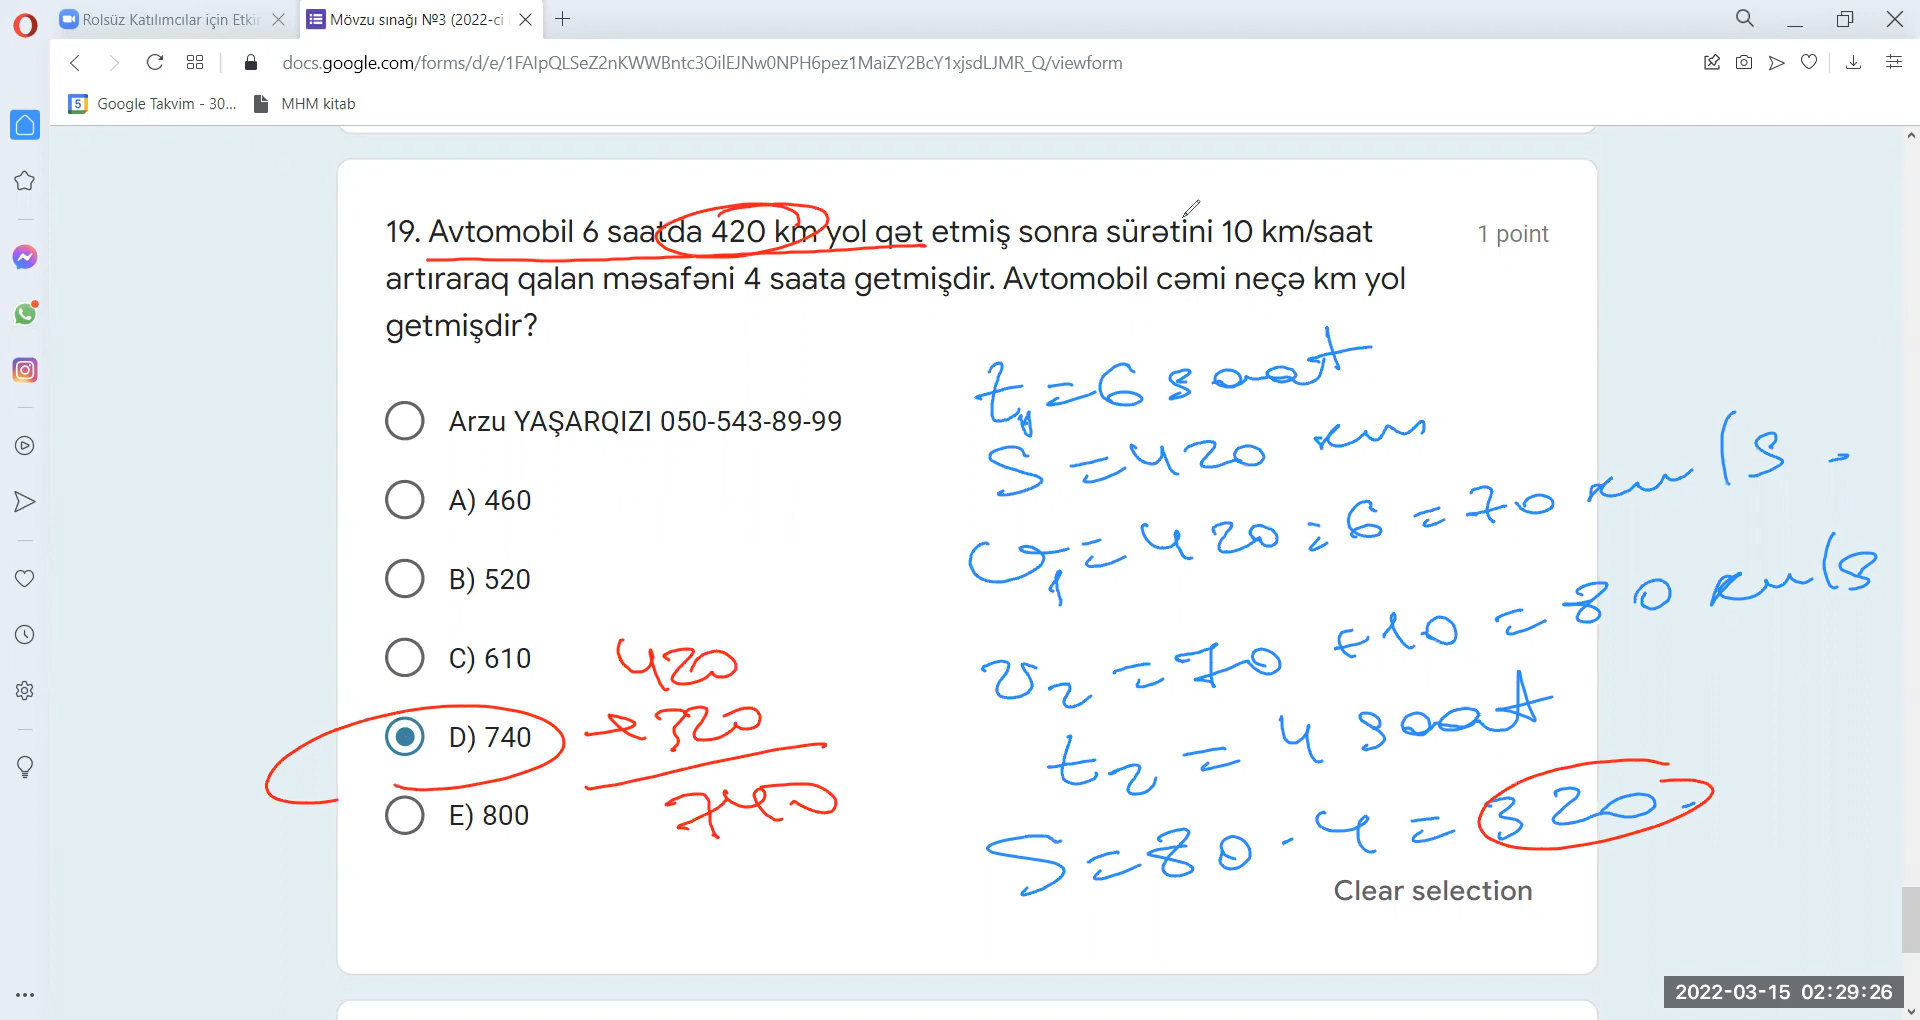 Rolsüz Katılımcılar için Etkin
Mövzu sınağı №3 (2022-ci
docs.google.com/forms/d/e/1FAIpQLSeZ2nKWWBntc3OilEJNw0NPH6pez1MaiZY2BcY1xjsdLJMR_Q/viewform
5 Google Takvim - 30... MHM kitab
19. Avtomobil 6 saatda 420 km yol qət etmiş sonra sürətini 10 km/saat
1 point
artıraraq qalan məsafəni 4 saata getmişdir. Avtomobil cəmi neçə km yol
getmişdir?
Arzu YAŞARQIZI 050-543-89-99
A) 460
B) 520
C) 610
D) 740
E) 800
420
+320
740
t₁ = 6 saat
S = 420 km
v₁ = 420 : 6 = 70 km/s.
v₂ = 70 + 10 = 80 km/s
t₂ = 4 saat
S = 80 · 4 = 320.
Clear selection
2022-03-15 02:29:26